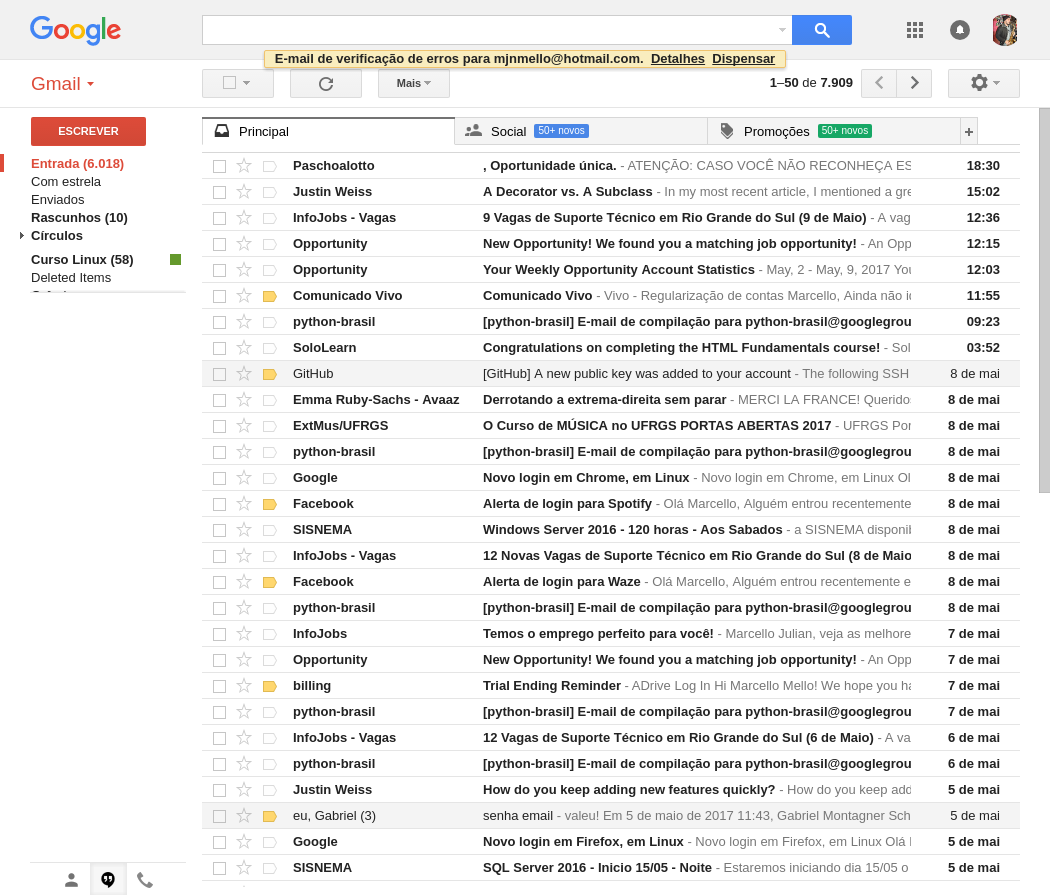 Google
E-mail de verificação de erros para mjnmello@hotmail.com. Detalhes Dispensar
Gmail
Mais
1–50 de 7.909
ESCREVER
Entrada (6.018)
Com estrela
Enviados
Rascunhos (10)
Círculos
Curso Linux (58)
Deleted Items
Principal
Social 50+ novos
Promoções 50+ novos
+
Paschoalotto , Oportunidade única. - ATENÇÃO: CASO VOCÊ NÃO RECONHEÇA ES 18:30
Justin Weiss A Decorator vs. A Subclass - In my most recent article, I mentioned a gre 15:02
InfoJobs - Vagas 9 Vagas de Suporte Técnico em Rio Grande do Sul (9 de Maio) - A vag 12:36
Opportunity New Opportunity! We found you a matching job opportunity! - An Opp 12:15
Opportunity Your Weekly Opportunity Account Statistics - May, 2 - May, 9, 2017 You 12:03
Comunicado Vivo Comunicado Vivo - Vivo - Regularização de contas Marcello, Ainda não i 11:55
python-brasil [python-brasil] E-mail de compilação para python-brasil@googlegrou 09:23
SoloLearn Congratulations on completing the HTML Fundamentals course! - Sol 03:52
GitHub [GitHub] A new public key was added to your account - The following SSH 8 de mai
Emma Ruby-Sachs - Avaaz Derrotando a extrema-direita sem parar - MERCI LA FRANCE! Querido 8 de mai
ExtMus/UFRGS O Curso de MÚSICA no UFRGS PORTAS ABERTAS 2017 - UFRGS Por 8 de mai
python-brasil [python-brasil] E-mail de compilação para python-brasil@googlegrou 8 de mai
Google Novo login em Chrome, em Linux - Novo login em Chrome, em Linux Ol 8 de mai
Facebook Alerta de login para Spotify - Olá Marcello, Alguém entrou recentemente 8 de mai
SISNEMA Windows Server 2016 - 120 horas - Aos Sabados - a SISNEMA disponib 8 de mai
InfoJobs - Vagas 12 Novas Vagas de Suporte Técnico em Rio Grande do Sul (8 de Maio 8 de mai
Facebook Alerta de login para Waze - Olá Marcello, Alguém entrou recentemente e 8 de mai
python-brasil [python-brasil] E-mail de compilação para python-brasil@googlegrou 8 de mai
InfoJobs Temos o emprego perfeito para você! - Marcello Julian, veja as melhore 7 de mai
Opportunity New Opportunity! We found you a matching job opportunity! - An Opp 7 de mai
billing Trial Ending Reminder - ADrive Log In Hi Marcello Mello! We hope you ha 7 de mai
python-brasil [python-brasil] E-mail de compilação para python-brasil@googlegrou 7 de mai
InfoJobs - Vagas 12 Vagas de Suporte Técnico em Rio Grande do Sul (6 de Maio) - A va 6 de mai
python-brasil [python-brasil] E-mail de compilação para python-brasil@googlegrou 6 de mai
Justin Weiss How do you keep adding new features quickly? - How do you keep add 5 de mai
eu, Gabriel (3) senha email - valeu! Em 5 de maio de 2017 11:43, Gabriel Montagner Sch 5 de mai
Google Novo login em Firefox, em Linux - Novo login em Firefox, em Linux Olá 5 de mai
SISNEMA SQL Server 2016 - Inicio 15/05 - Noite - Estaremos iniciando dia 15/05 o 5 de mai